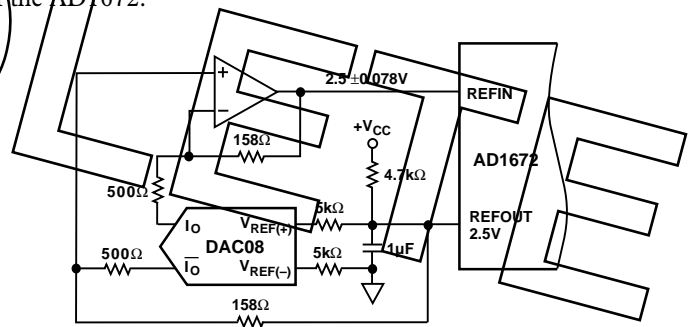 the AD1672.
2.5 ±0.078V
REFIN
+VCC
158Ω
4.7kΩ
AD1672
500Ω
5kΩ
REFOUT
2.5V
IO
VREF(+)
DAC08
1µF
500Ω
IO
VREF(–)
5kΩ
158Ω